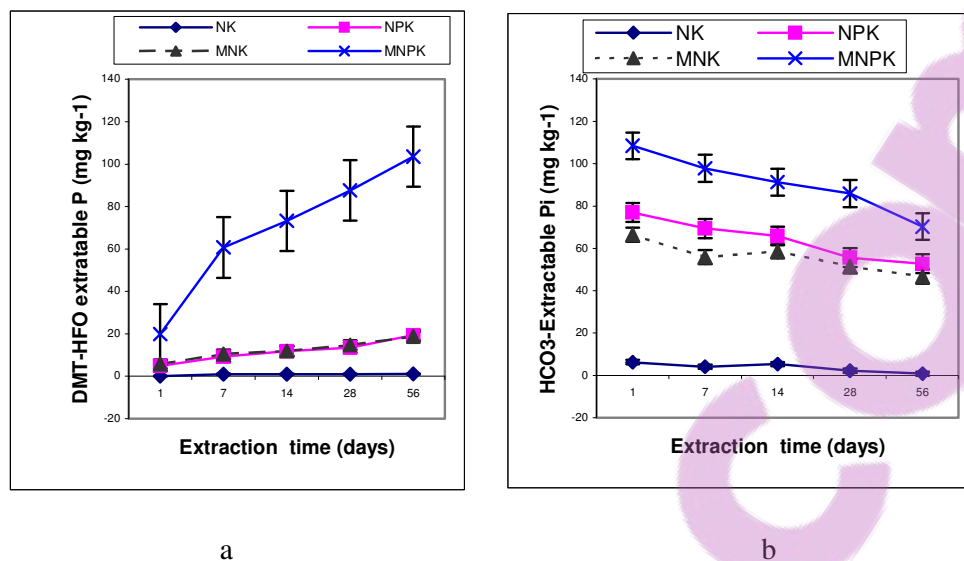 NK NPK
MNK MNPK
DMT-HFO extratable P (mg kg-1)
140
120
100
80
60
40
20
0
-20
1 7 14 28 56
Extraction time (days)
a
NK NPK
MNK MNPK
HCO3-Extractable Pi (mg kg-1)
140
120
100
80
60
40
20
0
-20
1 7 14 28 56
Extraction time (days)
b